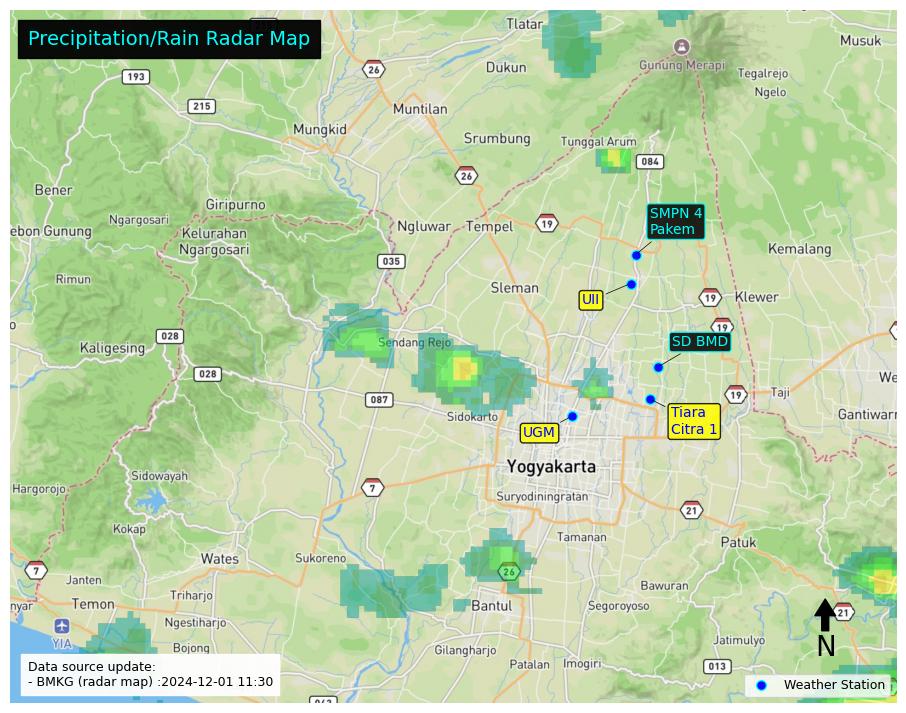 Precipitation/Rain Radar Map
Tlatar
Musuk
Gunung Merapi
Dukun
26
193
Tegalrejo
Ngelo
215
Muntilan
Mungkid
Srumbung
Tunggal Arum
084
26
Bener
Giripurno
Ngargosari
SMPN 4
Pakem
ebon Gunung
Kelurahan
Ngargosari
Ngluwar
Tempel
19
Kemalang
035
Rimun
Sleman
UII
19
Klewer
19
028
Kaligesing
Sendang Rejo
SD BMD
028
We
087
19
Taji
Sidokarto
Tiara
Citra 1
Gantiwarn
UGM
Yogyakarta
Sidowayah
Hargorojo
7
Suryodiningratan
21
Kokap
Tamanan
Patuk
Wates
Sukoreno
7
26
Janten
Bawuran
nyar
Temon
Triharjo
Bantul
Segoroyoso
21
YIA
Ngestiharjo
N
Bojong
Gilangharjo
Jatimulyo
Patalan
Imogiri
013
Data source update:
- BMKG (radar map) :2024-12-01 11:30
Weather Station